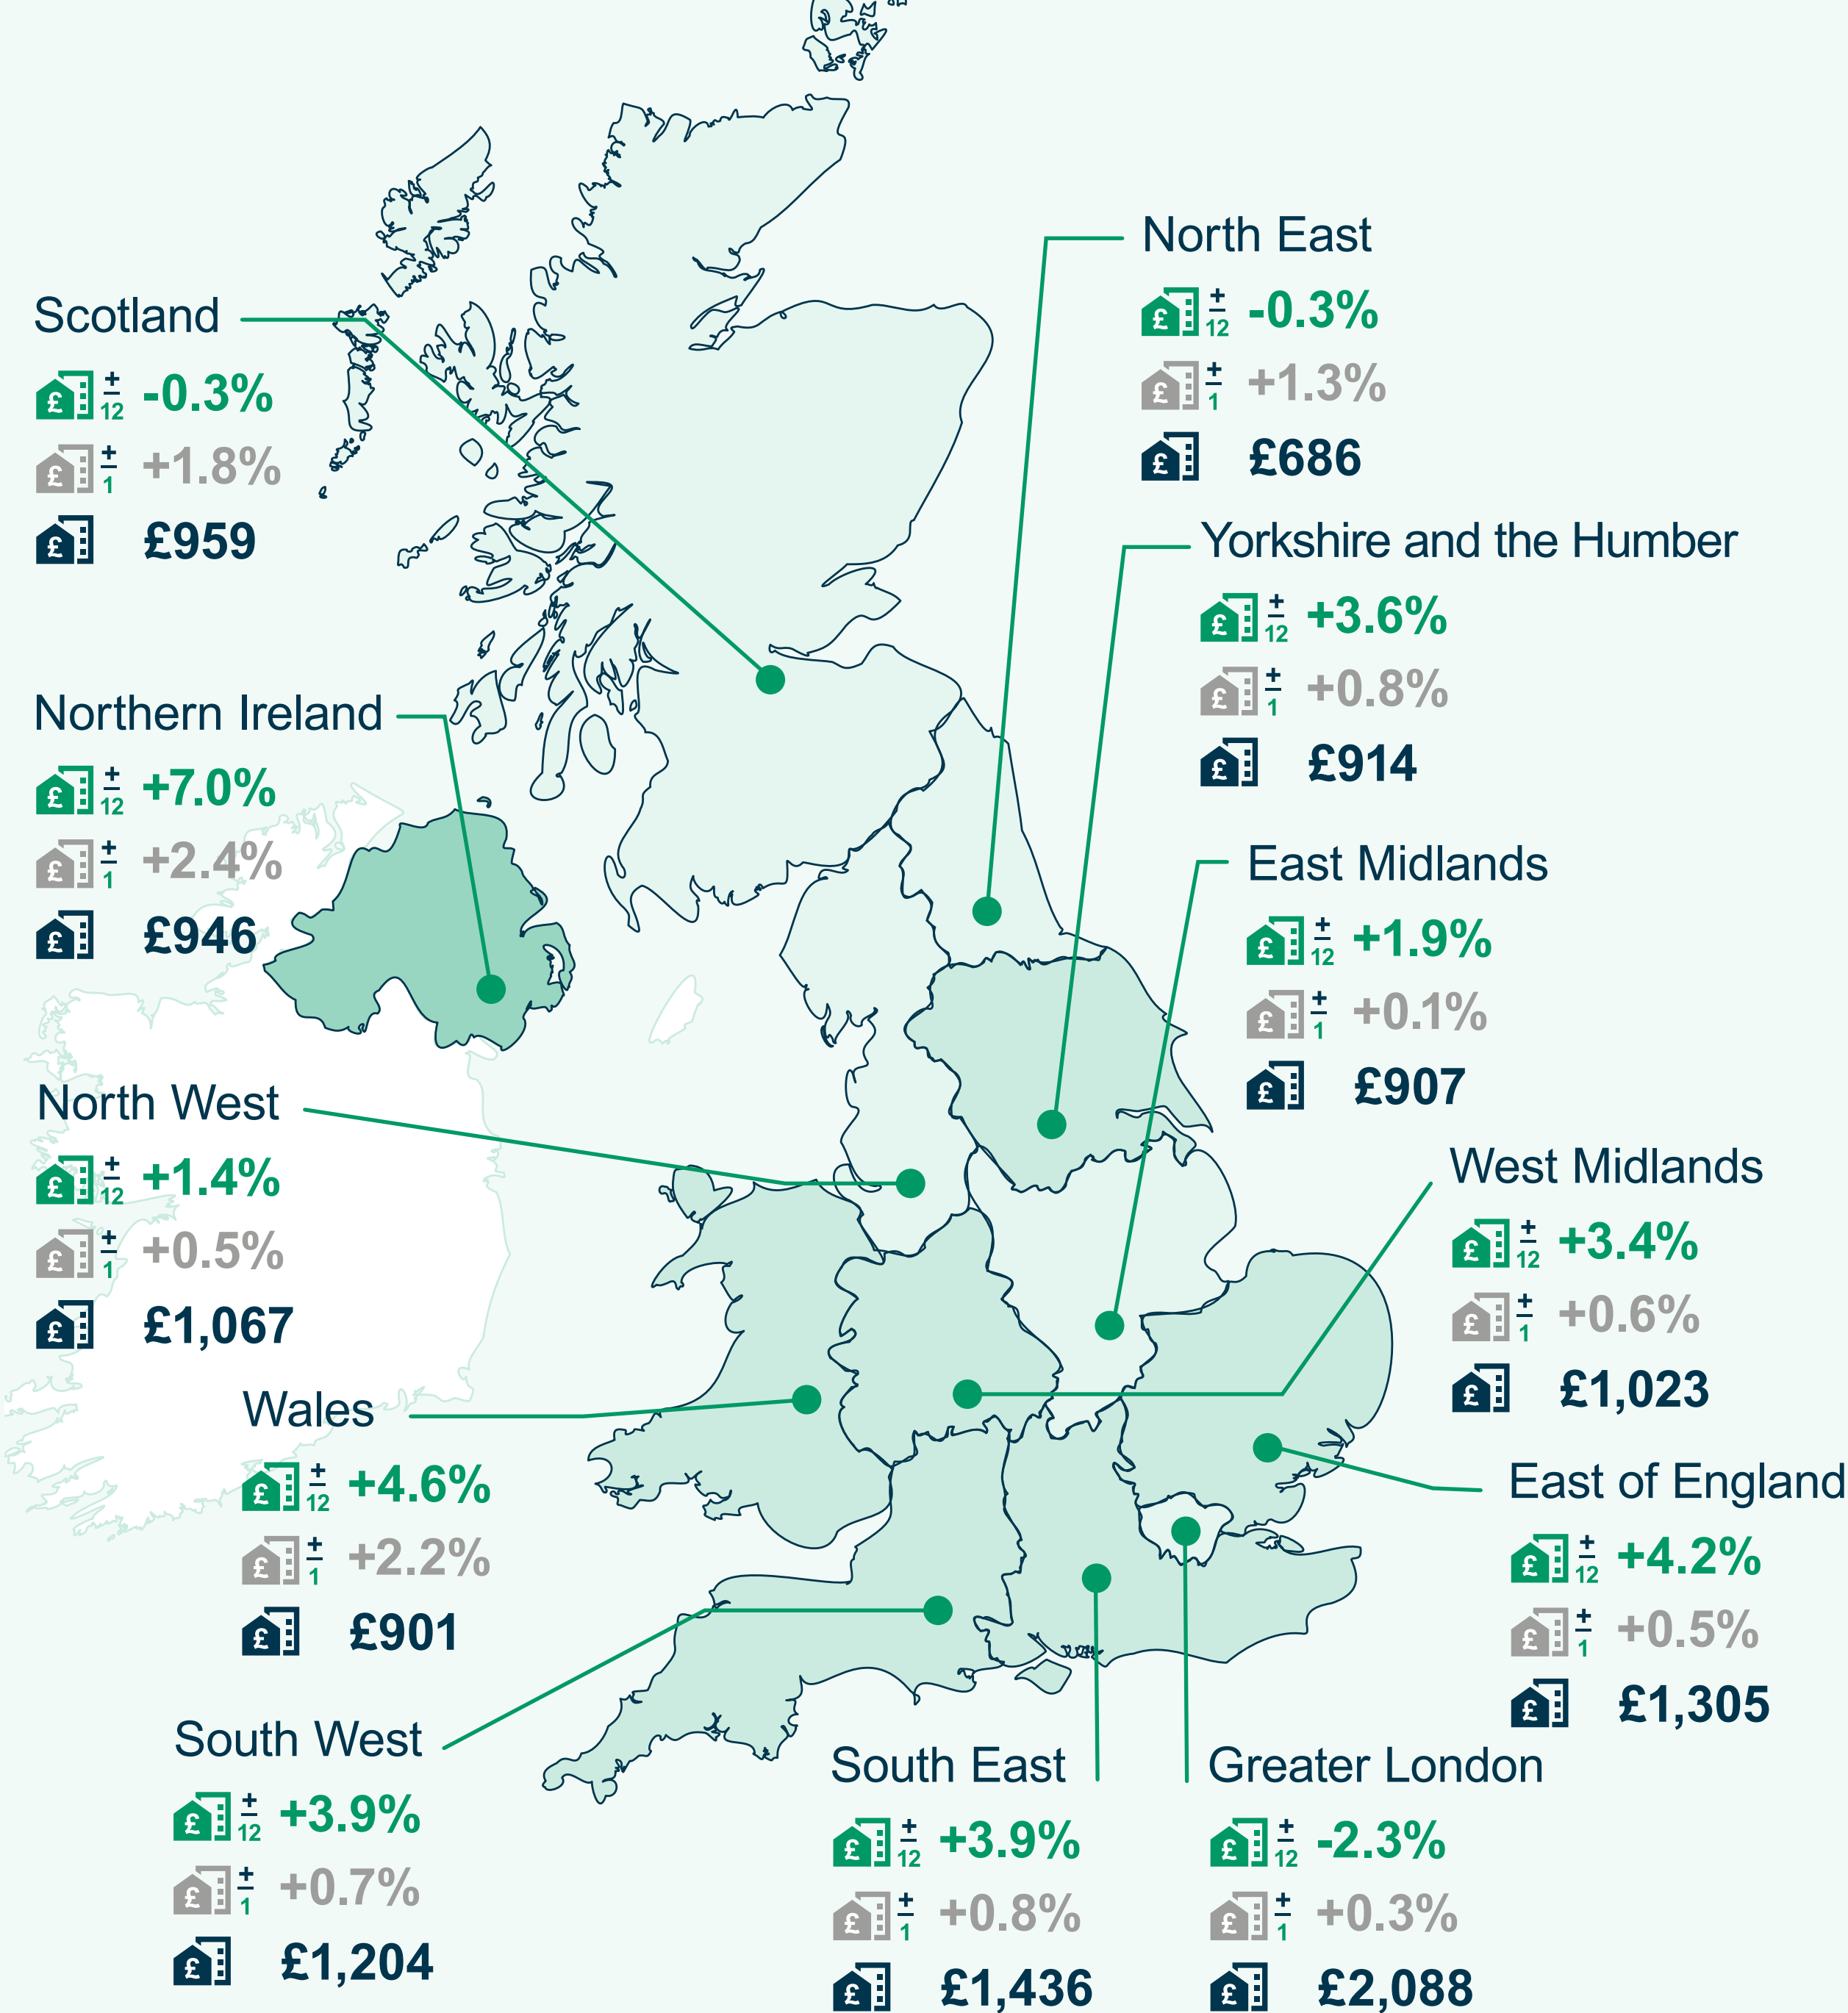 Scotland
£ ± 12 -0.3%
£ ± 1 +1.8%
£ £959
Northern Ireland
£ ± 12 +7.0%
£ ± 1 +2.4%
£ £946
North West
£ ± 12 +1.4%
£ ± 1 +0.5%
£ £1,067
Wales
£ ± 12 +4.6%
£ ± 1 +2.2%
£ £901
South West
£ ± 12 +3.9%
£ ± 1 +0.7%
£ £1,204
North East
£ ± 12 -0.3%
£ ± 1 +1.3%
£ £686
Yorkshire and the Humber
£ ± 12 +3.6%
£ ± 1 +0.8%
£ £914
East Midlands
£ ± 12 +1.9%
£ ± 1 +0.1%
£ £907
West Midlands
£ ± 12 +3.4%
£ ± 1 +0.6%
£ £1,023
East of England
£ ± 12 +4.2%
£ ± 1 +0.5%
£ £1,305
South East
£ ± 12 +3.9%
£ ± 1 +0.8%
£ £1,436
Greater London
£ ± 12 -2.3%
£ ± 1 +0.3%
£ £2,088